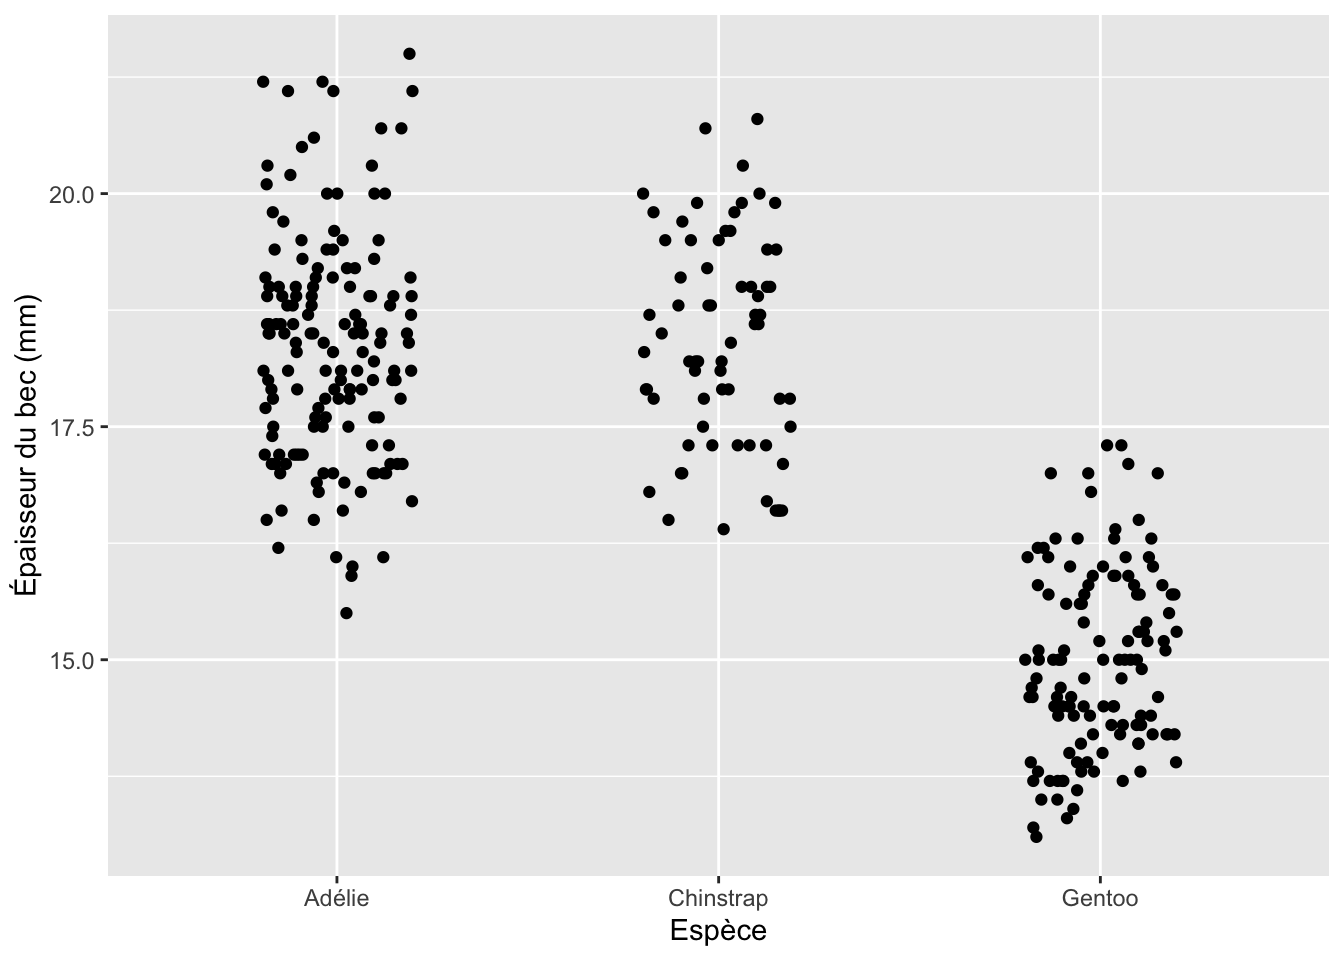 Épaisseur du bec (mm)
20.0
17.5
15.0
Adélie Chinstrap Gentoo
Espèce